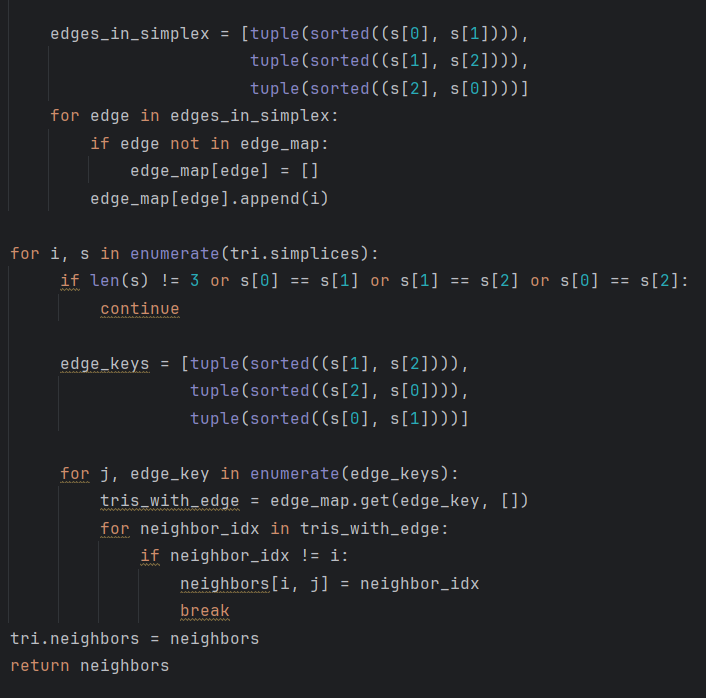 edges_in_simplex = [tuple(sorted((s[0], s[1]))),
tuple(sorted((s[1], s[2]))),
tuple(sorted((s[2], s[0])))]
for edge in edges_in_simplex:
if edge not in edge_map:
edge_map[edge] = []
edge_map[edge].append(i)
for i, s in enumerate(tri.simplices):
if len(s) != 3 or s[0] == s[1] or s[1] == s[2] or s[0] == s[2]:
continue
edge_keys = [tuple(sorted((s[1], s[2]))),
tuple(sorted((s[2], s[0]))),
tuple(sorted((s[0], s[1])))]
for j, edge_key in enumerate(edge_keys):
tris_with_edge = edge_map.get(edge_key, [])
for neighbor_idx in tris_with_edge:
if neighbor_idx != i:
neighbors[i, j] = neighbor_idx
break
tri.neighbors = neighbors
return neighbors